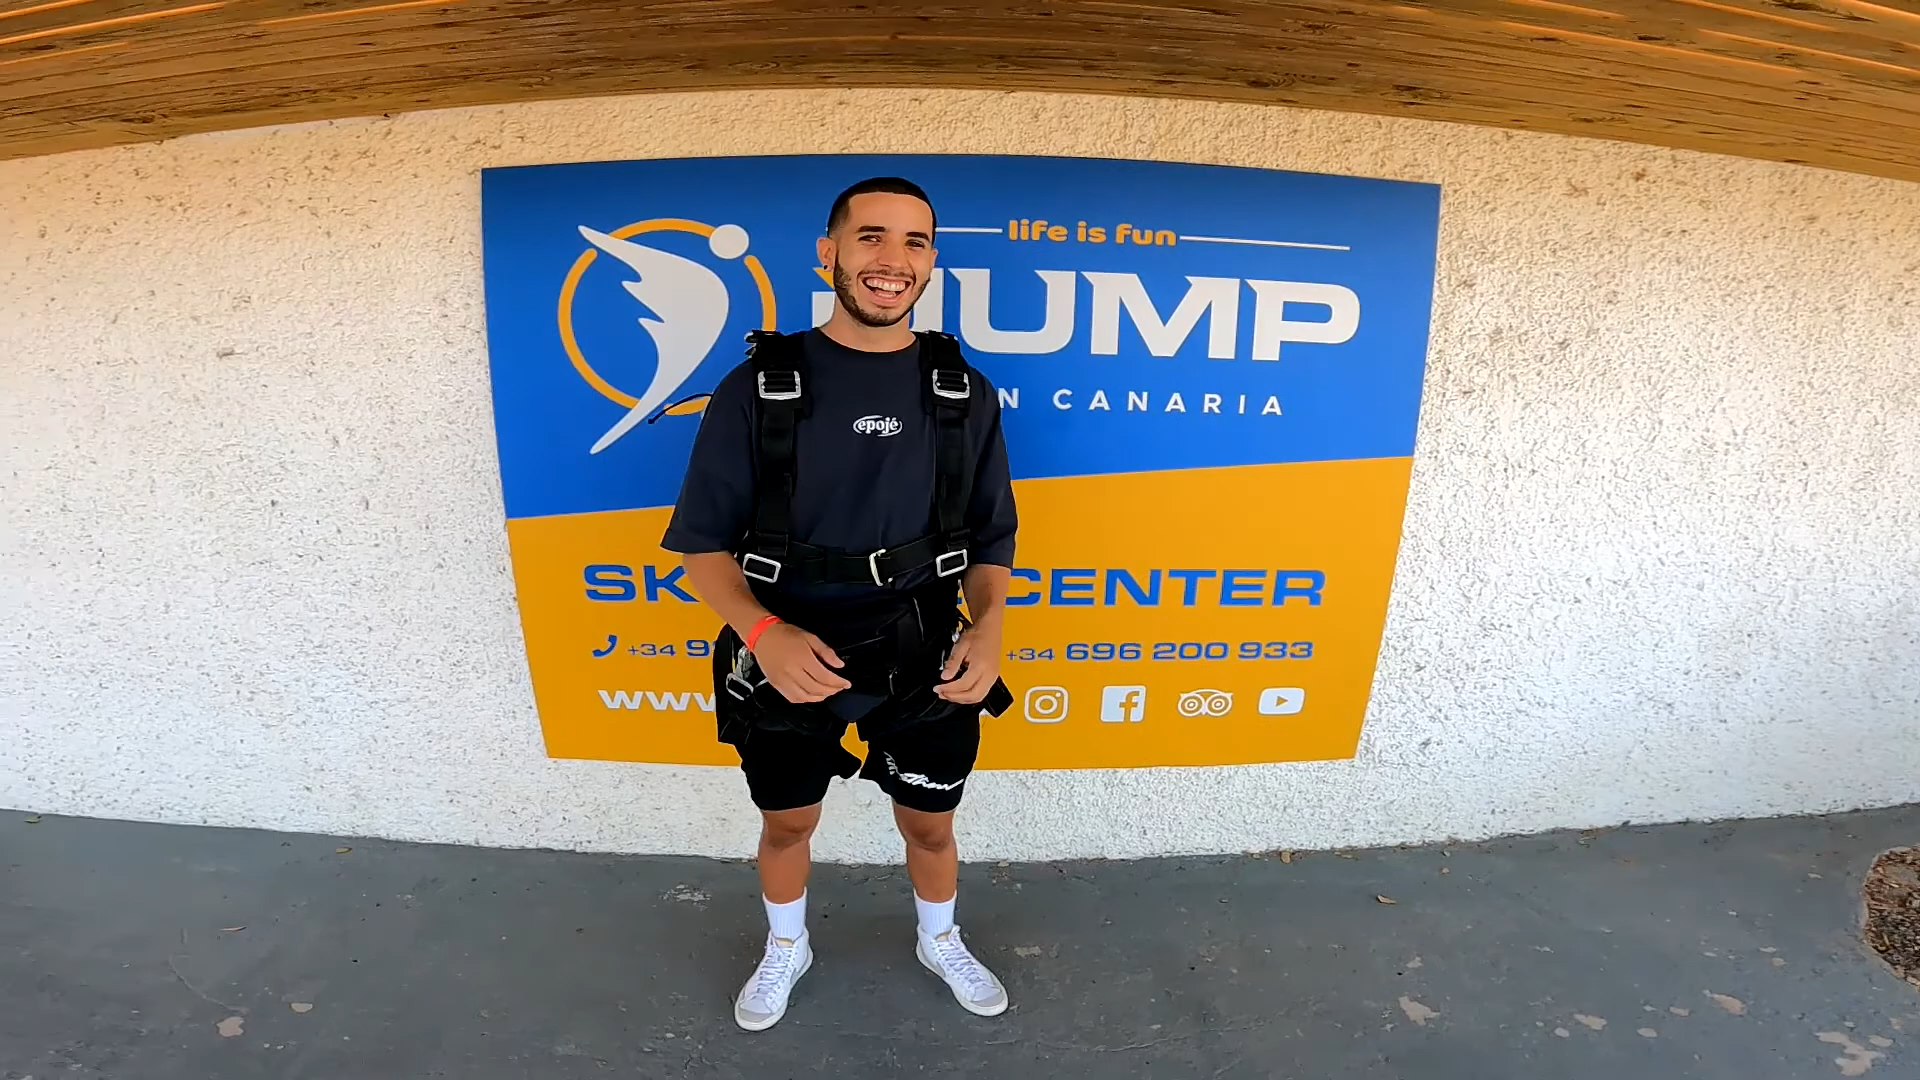 life is fun
JUMP
N CANARIA
epojé
SK CENTER
+34 9 +34 696 200 933
www